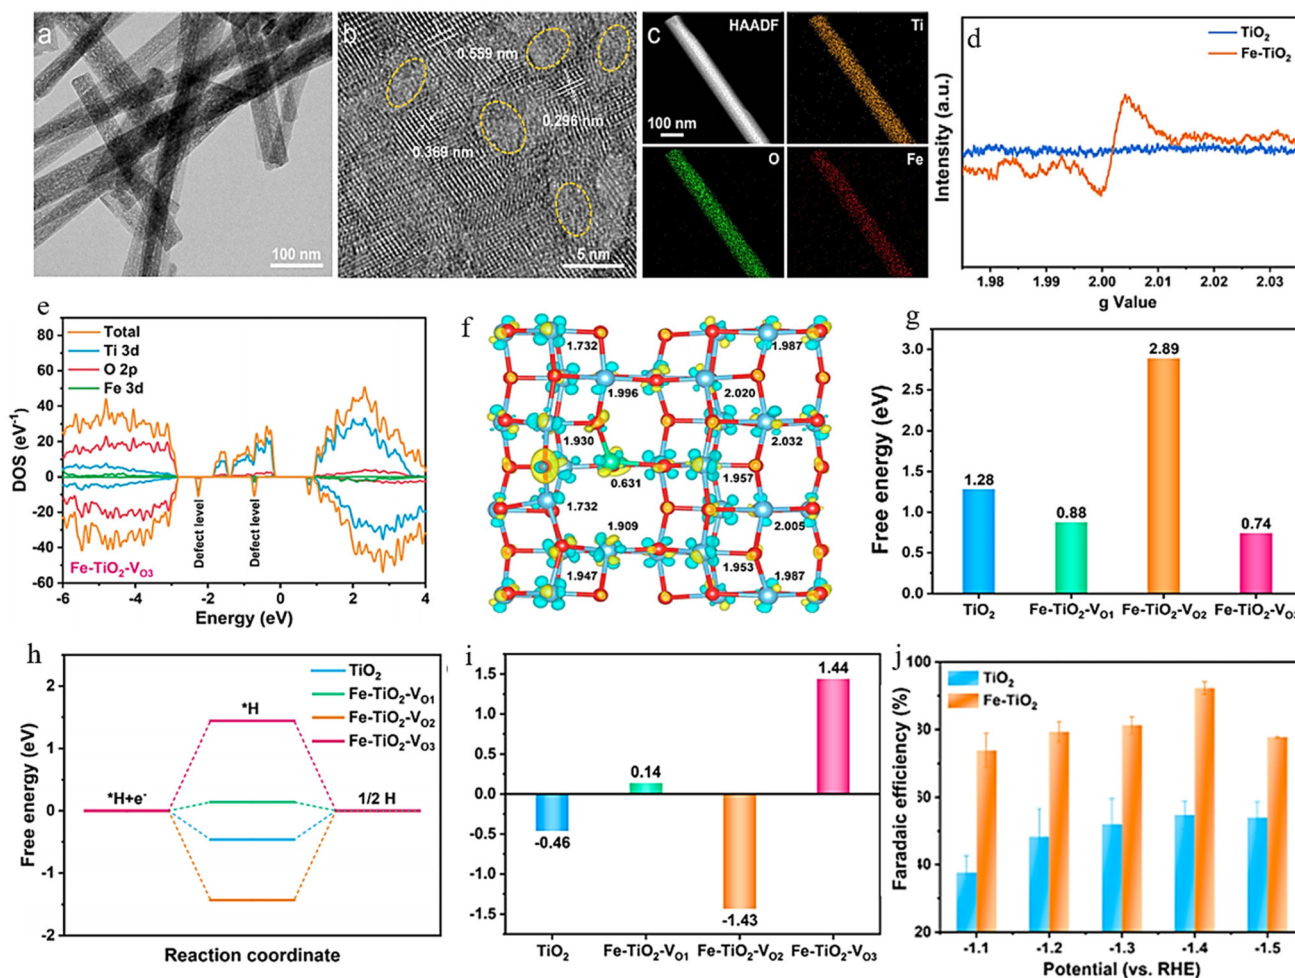 a
100 nm
b
0.559 nm
0.296 nm
0.369 nm
5 nm
c
HAADF
Ti
100 nm
O
Fe
d
TiO2
Fe-TiO2
Intensity (a.u.)
1.98 1.99 2.00 2.01 2.02 2.03
g Value
e
Total
Ti 3d
O 2p
Fe 3d
DOS (eV-1)
80
60
40
20
0
-20
-40
-60
Defect level
Defect level
Fe-TiO2-VO3
-6 -4 -2 0 2 4
Energy (eV)
f
1.732
1.987
1.996
2.020
1.930
2.032
0.631
1.957
1.732
1.909
2.005
1.947
1.953
1.987
g
Free energy (eV)
3.0
2.5
2.0
1.5
1.0
0.5
0.0
1.28
0.88
2.89
0.74
TiO2 Fe-TiO2-VO1 Fe-TiO2-VO2 Fe-TiO2-VO3
h
TiO2
Fe-TiO2-VO1
Fe-TiO2-VO2
Fe-TiO2-VO3
Free energy (eV)
2
1
0
-1
-2
*H+e-
*H
1/2 H
Reaction coordinate
i
1.5
1.0
0.5
0.0
-0.5
-1.0
-1.5
-0.46
0.14
-1.43
1.44
TiO2 Fe-TiO2-VO1 Fe-TiO2-VO2 Fe-TiO2-VO3
j
TiO2
Fe-TiO2
Faradaic efficiency (%)
100
40
20
-1.1 -1.2 -1.3 -1.4 -1.5
Potential (vs. RHE)